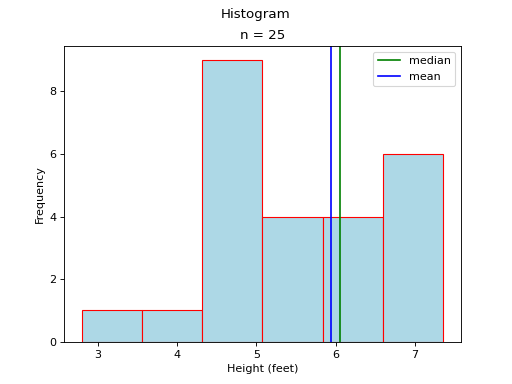 Histogram
n = 25
median
mean
Frequency
8
6
4
2
0
3 4 5 6 7
Height (feet)